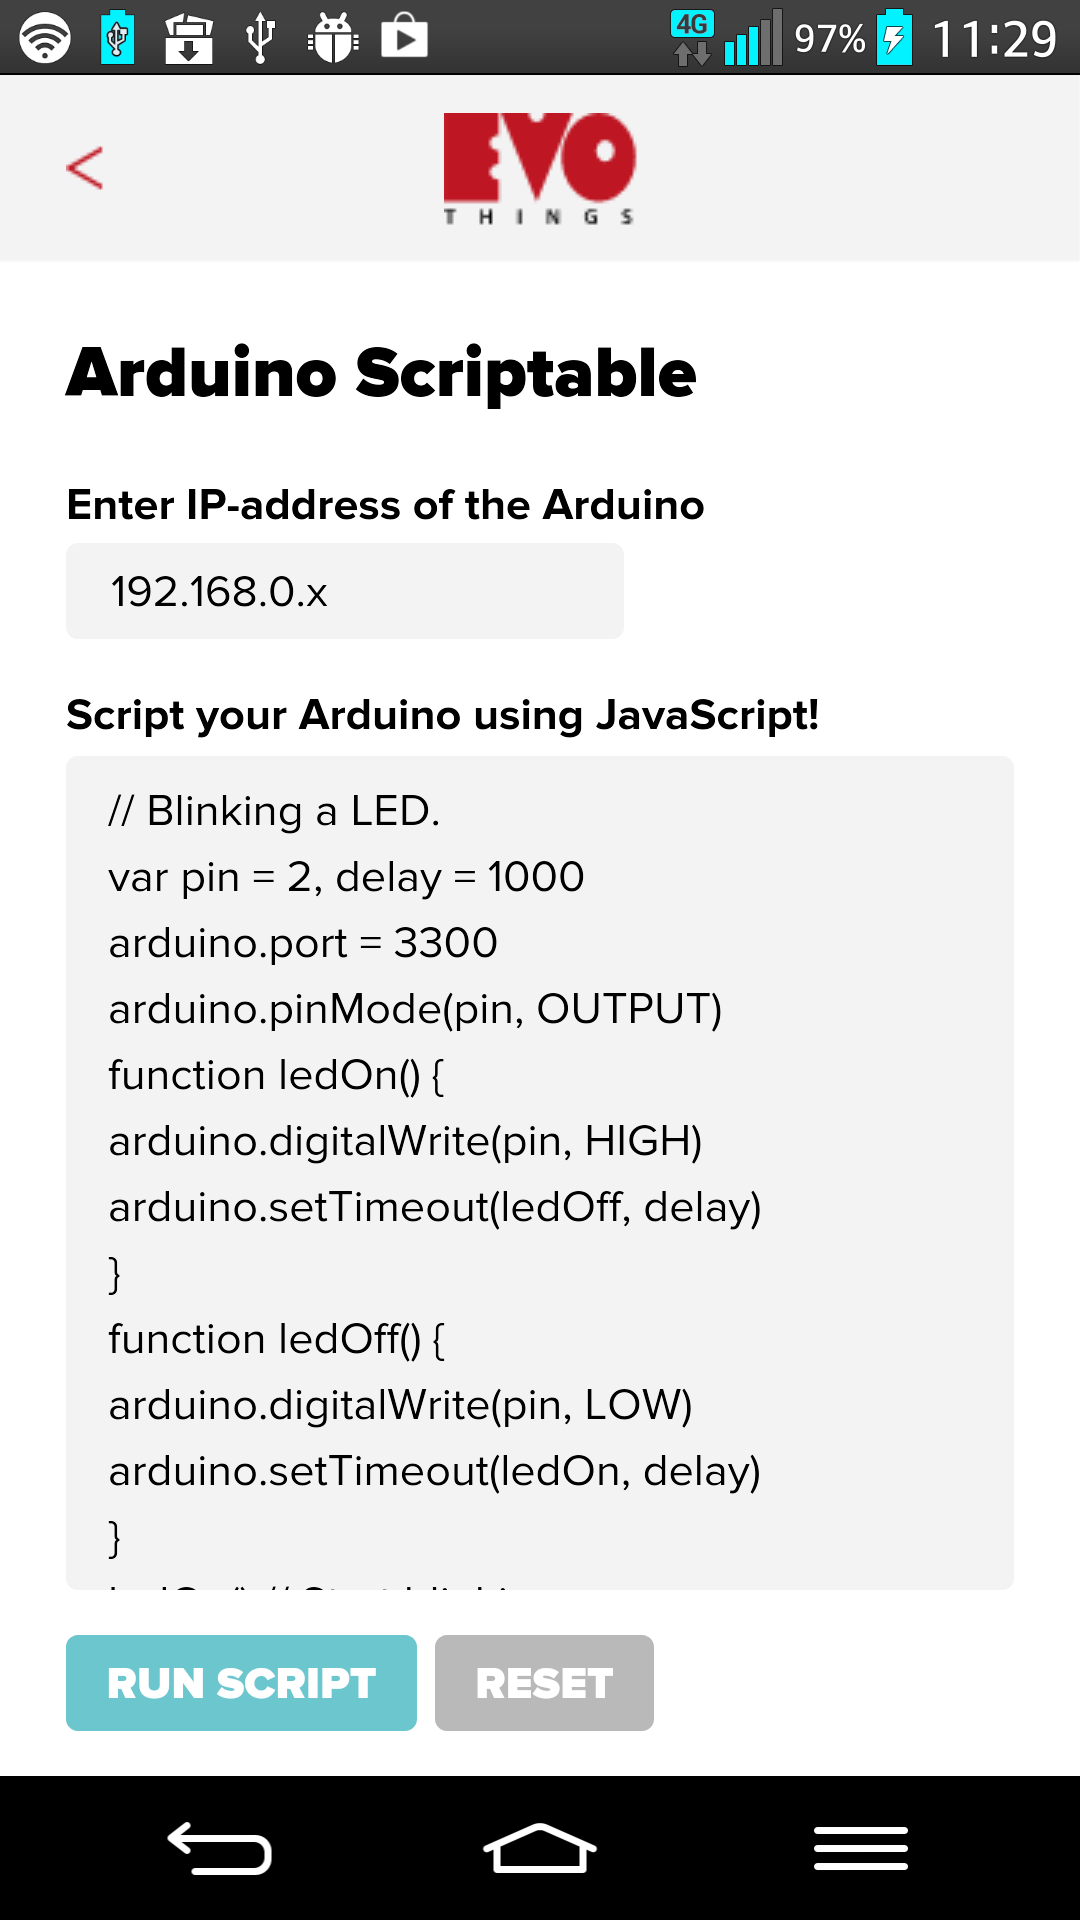 4G 97% 11:29
<
EVO
THINGS
Arduino Scriptable
Enter IP-address of the Arduino
192.168.0.x
Script your Arduino using JavaScript!
// Blinking a LED.
var pin = 2, delay = 1000
arduino.port = 3300
arduino.pinMode(pin, OUTPUT)
function ledOn() {
arduino.digitalWrite(pin, HIGH)
arduino.setTimeout(ledOff, delay)
}
function ledOff() {
arduino.digitalWrite(pin, LOW)
arduino.setTimeout(ledOn, delay)
}
RUN SCRIPT RESET